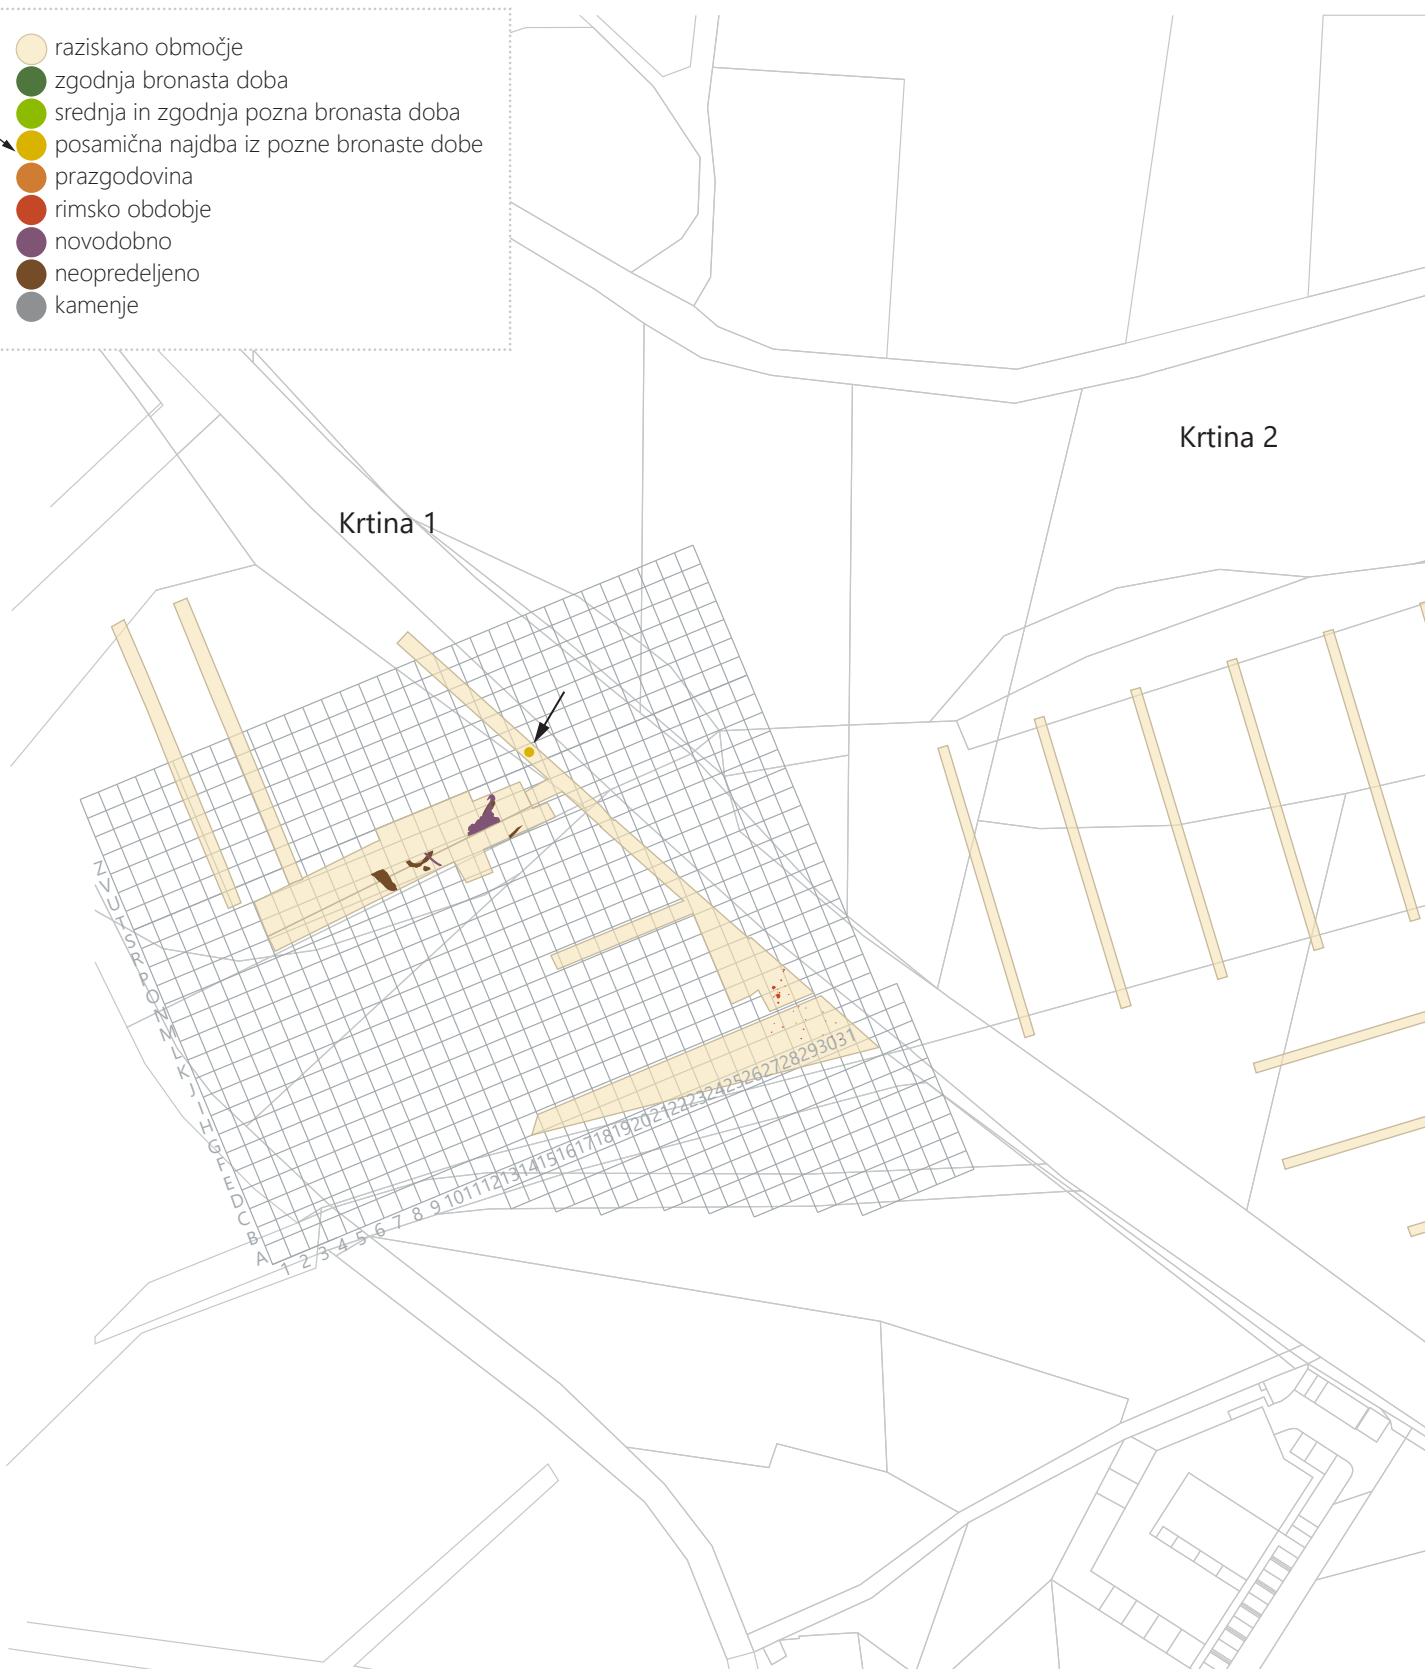 raziskano območje
zgodnja bronasta doba
srednja in zgodnja pozna bronasta doba
posamična najdba iz pozne bronaste dobe
prazgodovina
rimsko obdobje
novodobno
neopredeljeno
kamenje
Krtina 2
Krtina 1
Z
V
U
T
S
R
P
O
N
M
L
K
J
I
H
G
F
E
D
C
B
A
1 2 3 4 5 6 7 8 9 10 11 12 13 14 15 16 17 18 19 20 21 22 23 24 25 26 27 28 29 30 31